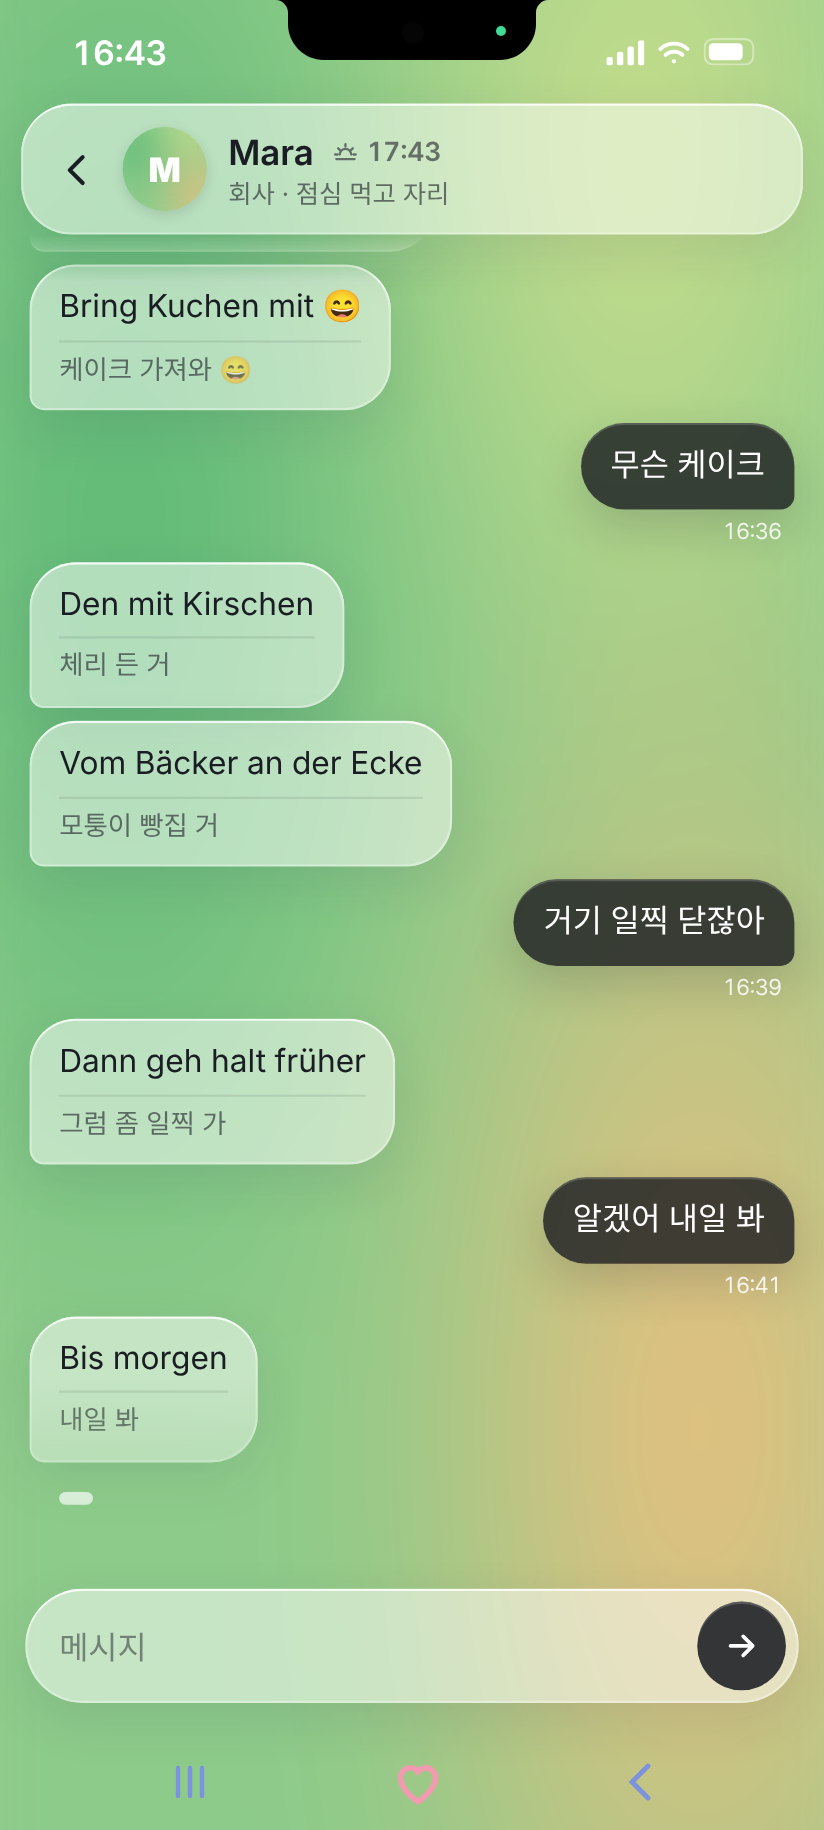 16:43
M
Mara 17:43
회사 · 점심 먹고 자리
Bring Kuchen mit 😄
케이크 가져와 😄
무슨 케이크
16:36
Den mit Kirschen
체리 든 거
Vom Bäcker an der Ecke
모퉁이 빵집 거
거기 일찍 닫잖아
16:39
Dann geh halt früher
그럼 좀 일찍 가
알겠어 내일 봐
16:41
Bis morgen
내일 봐
메시지